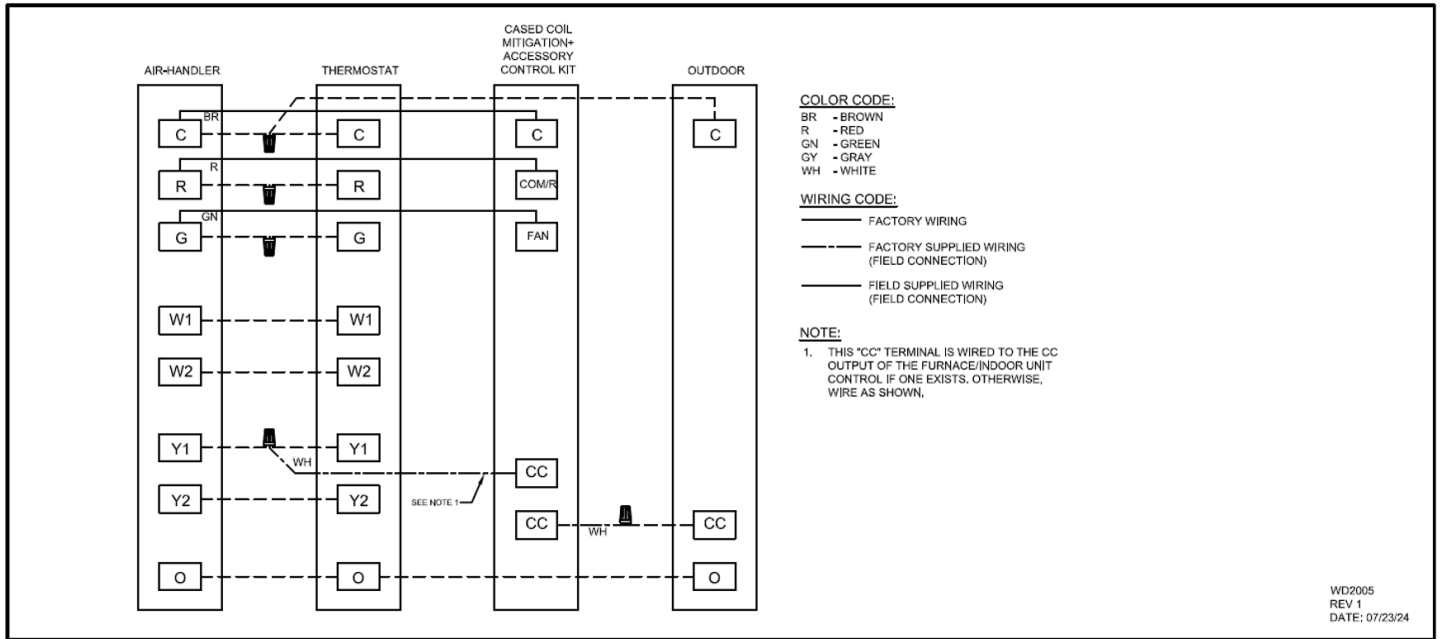 CASED COIL
MITIGATION+
ACCESSORY
CONTROL KIT
AIR-HANDLER
THERMOSTAT
OUTDOOR
BR
C
C
C
C
R
R
R
COM/R
GN
G
G
FAN
W1
W1
W2
W2
Y1
Y1
WH
CC
Y2
Y2
SEE NOTE 1
CC
WH
CC
O
O
O
COLOR CODE:
BR - BROWN
R - RED
GN - GREEN
GY - GRAY
WH - WHITE
WIRING CODE:
FACTORY WIRING
FACTORY SUPPLIED WIRING
(FIELD CONNECTION)
FIELD SUPPLIED WIRING
(FIELD CONNECTION)
NOTE:
1. THIS "CC" TERMINAL IS WIRED TO THE CC
OUTPUT OF THE FURNACE/INDOOR UNIT
CONTROL IF ONE EXISTS. OTHERWISE,
WIRE AS SHOWN.
WD2005
REV 1
DATE: 07/23/24